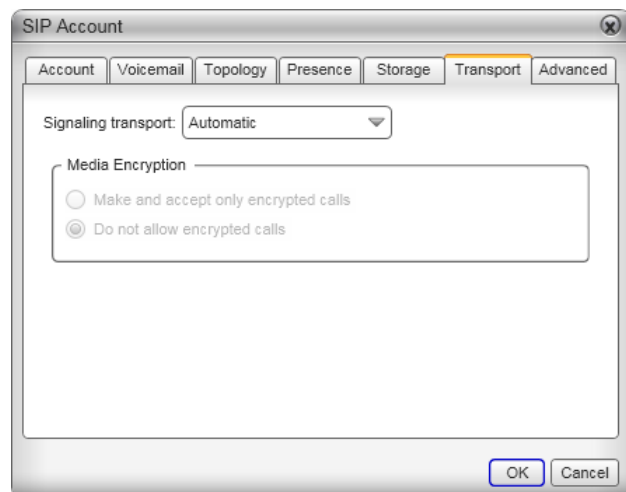 SIP Account
Account Voicemail Topology Presence Storage Transport Advanced
Signaling transport: Automatic
Media Encryption
Make and accept only encrypted calls
Do not allow encrypted calls
OK Cancel